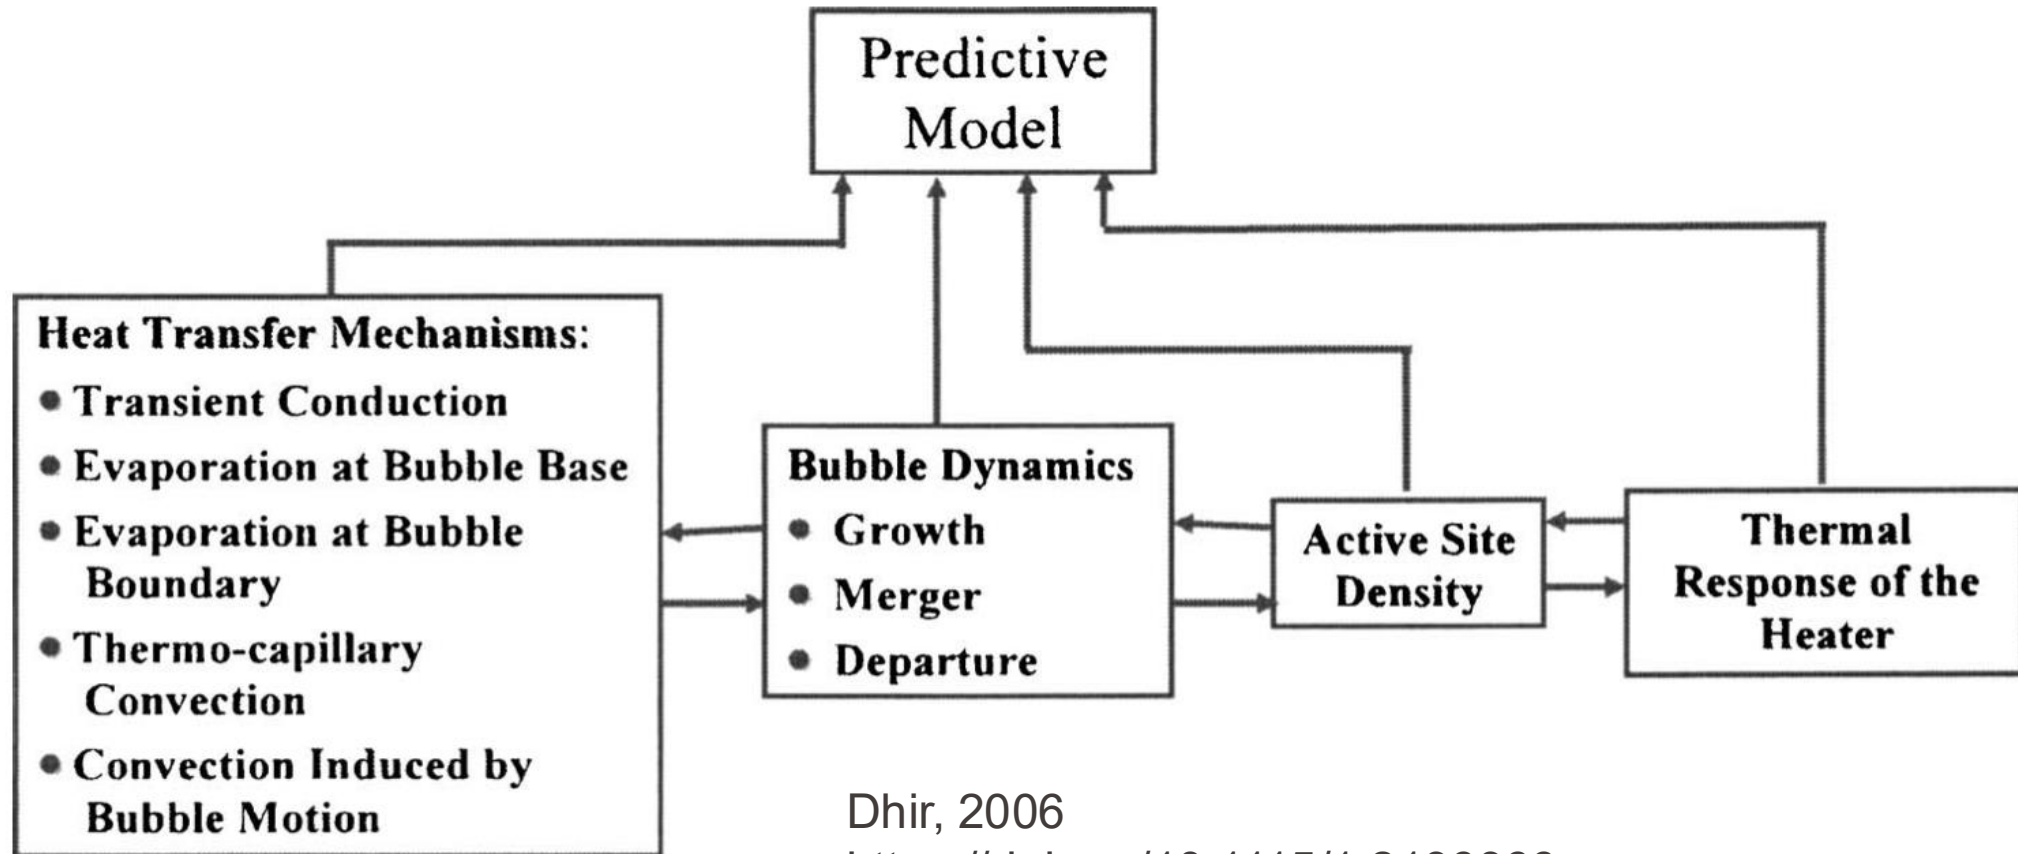 Predictive
Model
Heat Transfer Mechanisms:
● Transient Conduction
● Evaporation at Bubble Base
● Evaporation at Bubble
Boundary
● Thermo-capillary
Convection
● Convection Induced by
Bubble Motion
Bubble Dynamics
● Growth
● Merger
● Departure
Active Site
Density
Thermal
Response of the
Heater
Dhir, 2006